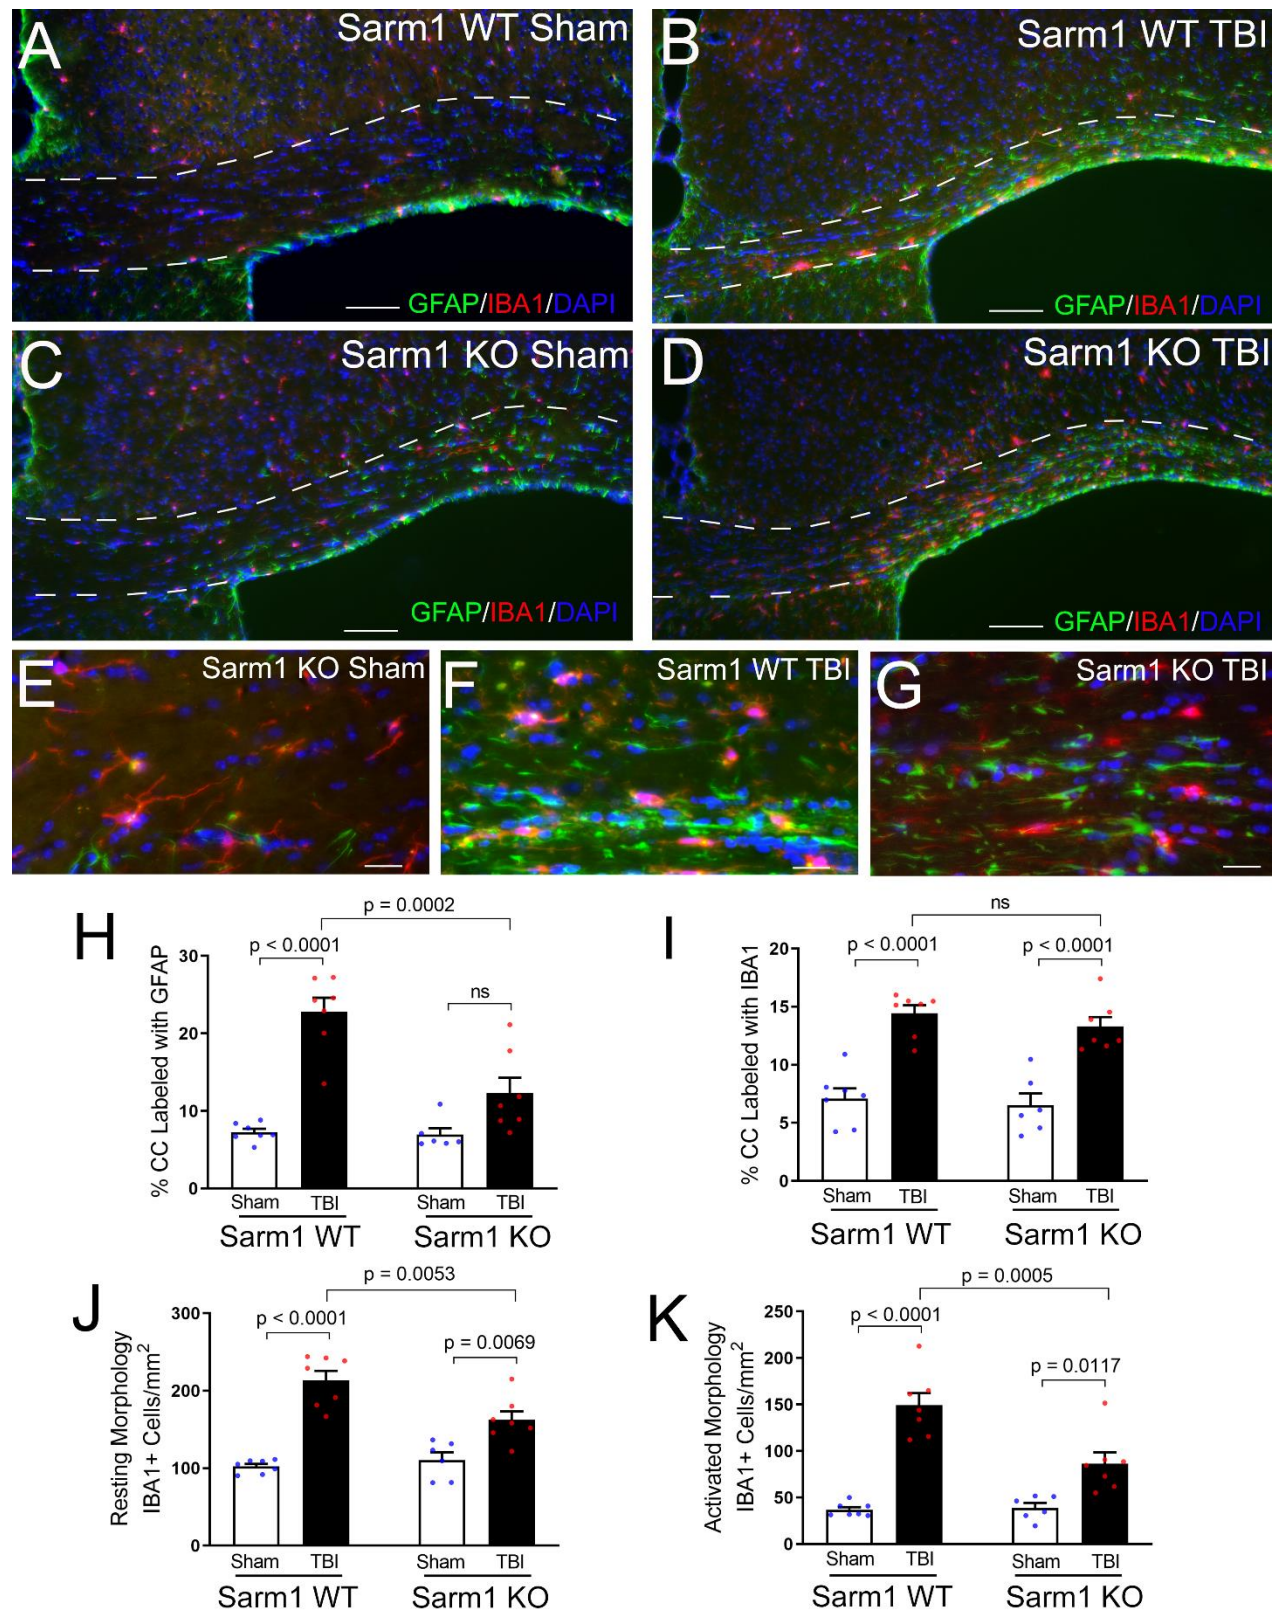 A Sarm1 WT Sham
GFAP/IBA1/DAPI
B Sarm1 WT TBI
GFAP/IBA1/DAPI
C Sarm1 KO Sham
GFAP/IBA1/DAPI
D Sarm1 KO TBI
GFAP/IBA1/DAPI
E Sarm1 KO Sham
F Sarm1 WT TBI
G Sarm1 KO TBI
H
p = 0.0002
p < 0.0001
ns
% CC Labeled with GFAP
30
20
10
0
Sham TBI Sham TBI
Sarm1 WT Sarm1 KO
I
ns
p < 0.0001 p < 0.0001
% CC Labeled with IBA1
20
15
10
5
0
Sham TBI Sham TBI
Sarm1 WT Sarm1 KO
J
p = 0.0053
p < 0.0001
p = 0.0069
Resting Morphology
IBA1+ Cells/mm²
300
200
100
0
Sham TBI Sham TBI
Sarm1 WT Sarm1 KO
K
p = 0.0005
p < 0.0001
p = 0.0117
Activated Morphology
IBA1+ Cells/mm²
250
200
150
100
50
0
Sham TBI Sham TBI
Sarm1 WT Sarm1 KO